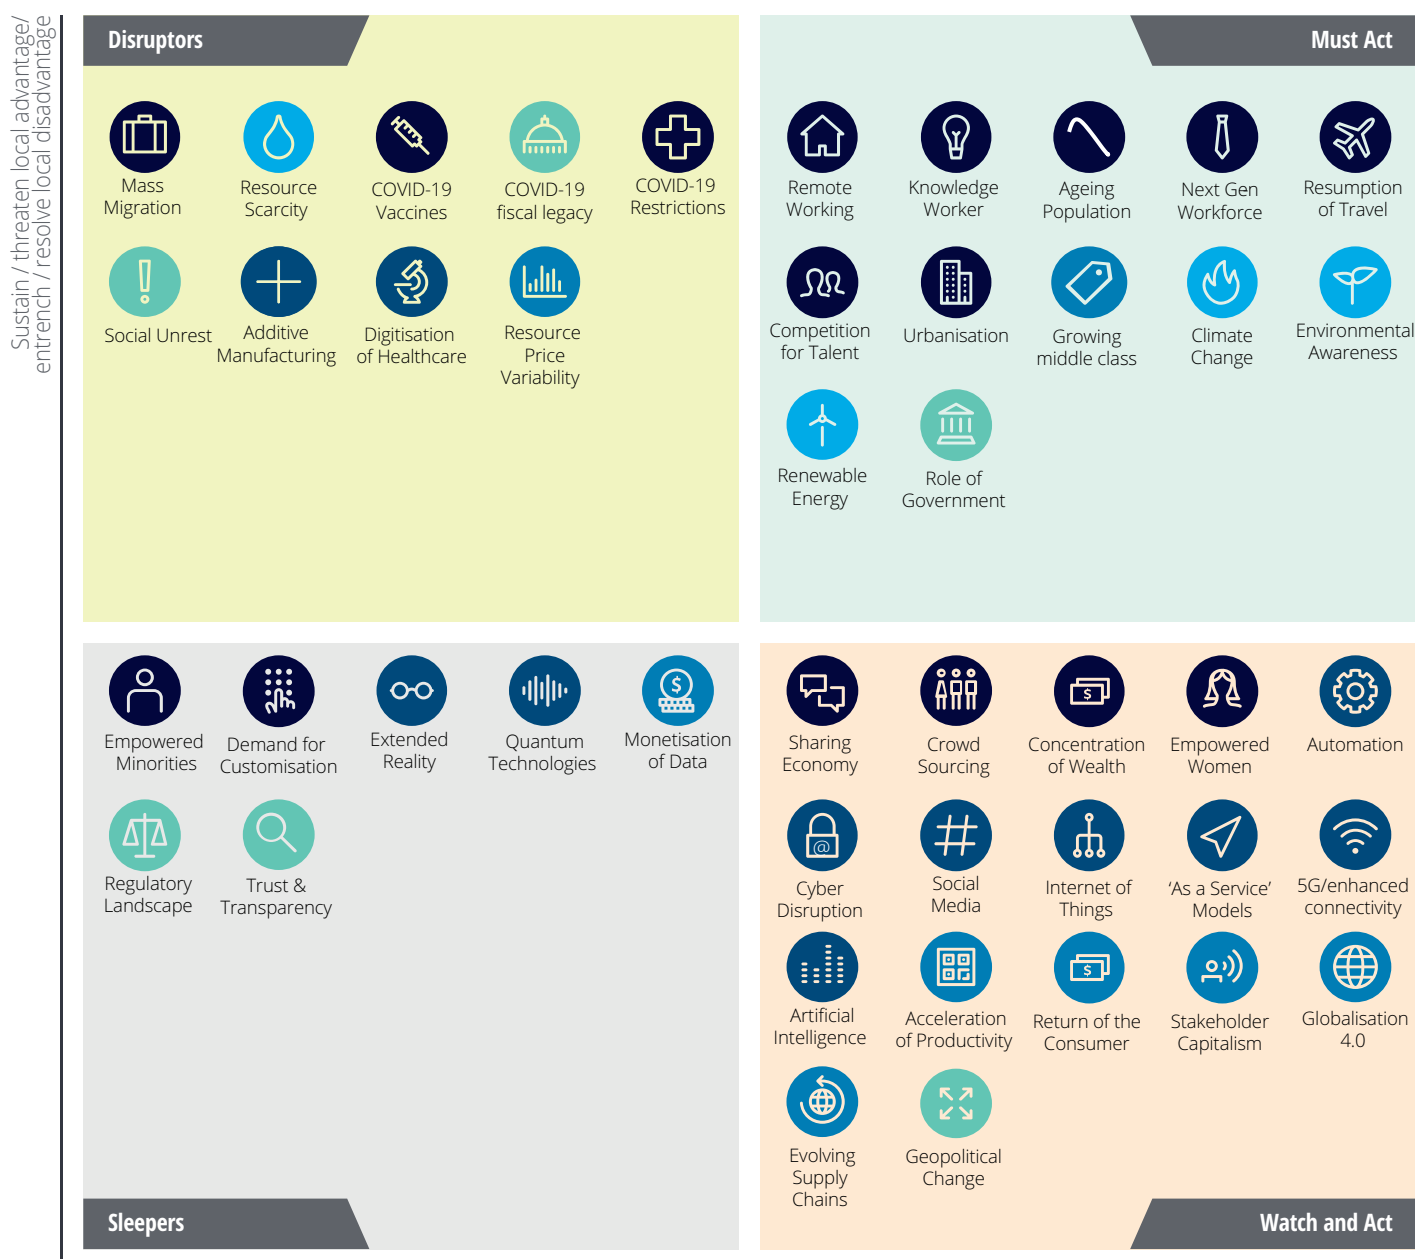 Sustain / threaten local advantage/
entrench / resolve local disadvantage
Disruptors
Mass
Migration
Resource
Scarcity
COVID-19
Vaccines
COVID-19
fiscal legacy
COVID-19
Restrictions
Social Unrest
Additive
Manufacturing
Digitisation
of Healthcare
Resource
Price
Variability
Must Act
Remote
Working
Knowledge
Worker
Ageing
Population
Next Gen
Workforce
Resumption
of Travel
Competition
for Talent
Urbanisation
Growing
middle class
Climate
Change
Environmental
Awareness
Renewable
Energy
Role of
Government
Empowered
Minorities
Demand for
Customisation
Extended
Reality
Quantum
Technologies
$
Monetisation
of Data
Regulatory
Landscape
Trust &
Transparency
Sleepers
Sharing
Economy
Crowd
Sourcing
$
Concentration
of Wealth
Empowered
Women
Automation
@
Cyber
Disruption
#
Social
Media
Internet of
Things
‘As a Service’
Models
5G/enhanced
connectivity
Artificial
Intelligence
Acceleration
of Productivity
$
Return of the
Consumer
Stakeholder
Capitalism
Globalisation
4.0
Evolving
Supply
Chains
Geopolitical
Change
Watch and Act